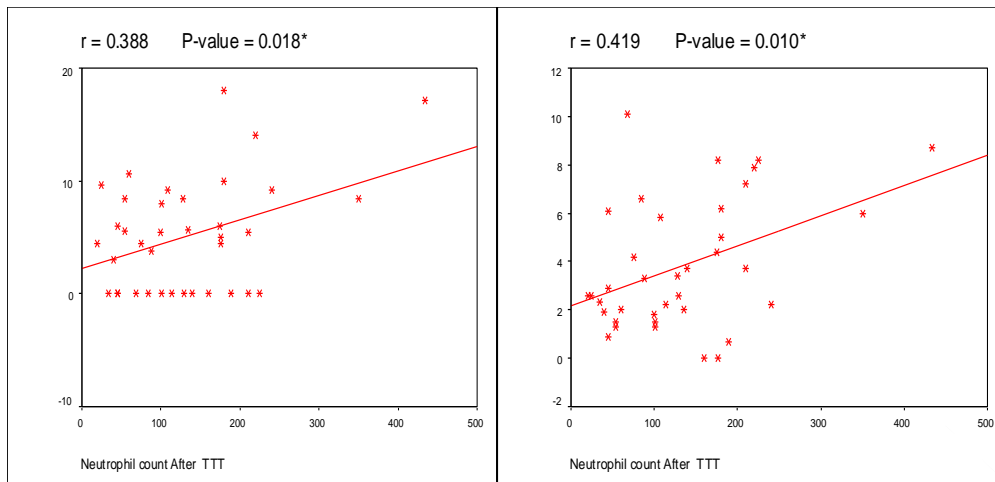 r = 0.388 P-value = 0.018*
20
10
0
-10
0 100 200 300 400 500
Neutrophil count After TTT
r = 0.419 P-value = 0.010*
12
10
8
6
4
2
0
-2
0 100 200 300 400 500
Neutrophil count After TTT